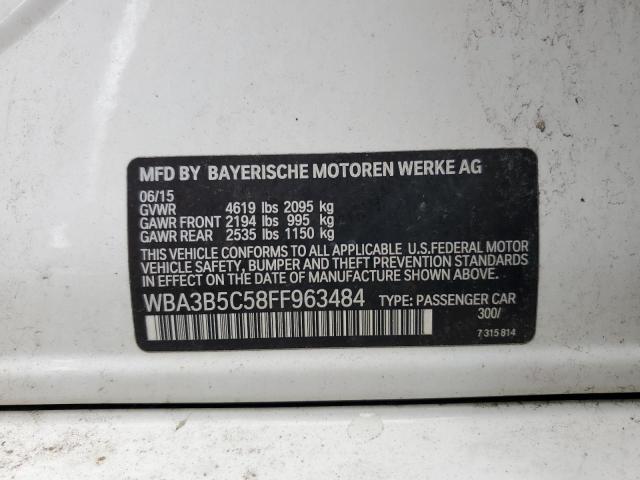 MFD BY BAYERISCHE MOTOREN WERKE AG
06/15
GVWR 4619 lbs 2095 kg
GAWR FRONT 2194 lbs 995 kg
GAWR REAR 2535 lbs 1150 kg
THIS VEHICLE CONFORMS TO ALL APPLICABLE U.S.FEDERAL MOTOR
VEHICLE SAFETY, BUMPER AND THEFT PREVENTION STANDARDS
IN EFFECT ON THE DATE OF MANUFACTURE SHOWN ABOVE.
WBA3B5C58FF963484 TYPE: PASSENGER CAR
300/
7 315 814